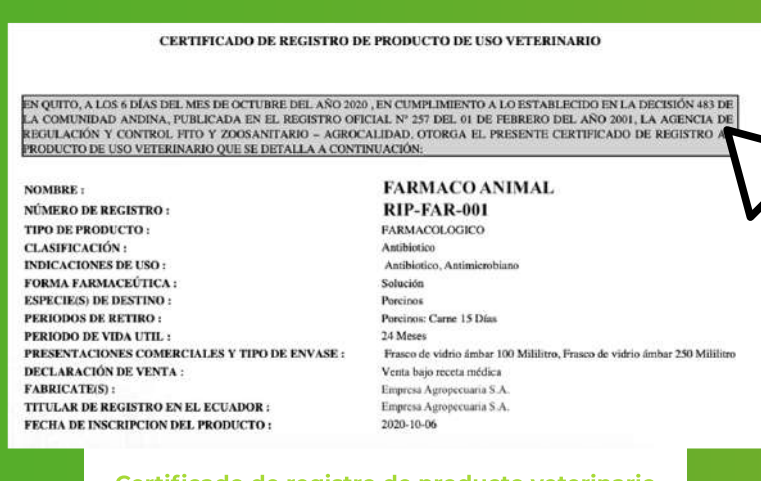 CERTIFICADO DE REGISTRO DE PRODUCTO DE USO VETERINARIO
EN QUITO, A LOS 6 DÍAS DEL MES DE OCTUBRE DEL AÑO 2020 , EN CUMPLIMIENTO A LO ESTABLECIDO EN LA DECISIÓN 483 DE
LA COMUNIDAD ANDINA, PUBLICADA EN EL REGISTRO OFICIAL Nº 257 DEL 01 DE FEBRERO DEL AÑO 2001, LA AGENCIA DE
REGULACIÓN Y CONTROL FITO Y ZOOSANITARIO – AGROCALIDAD, OTORGA EL PRESENTE CERTIFICADO DE REGISTRO
PRODUCTO DE USO VETERINARIO QUE SE DETALLA A CONTINUACIÓN:
NOMBRE : FARMACO ANIMAL
NÚMERO DE REGISTRO : RIP-FAR-001
TIPO DE PRODUCTO : FARMACOLOGICO
CLASIFICACIÓN : Antibiotico
INDICACIONES DE USO : Antibiotico, Antimicrobiano
FORMA FARMACEÚTICA : Solución
ESPECIE(S) DE DESTINO : Porcinos
PERIODOS DE RETIRO : Porcinos: Carne 15 Días
PERIODO DE VIDA UTIL : 24 Meses
PRESENTACIONES COMERCIALES Y TIPO DE ENVASE : Frasco de vidrio ámbar 100 Mililitro, Frasco de vidrio ámbar 250 Mililitro
DECLARACIÓN DE VENTA : Venta bajo receta médica
FABRICATE(S) : Empresa Agropecuaria S.A.
TITULAR DE REGISTRO EN EL ECUADOR : Empresa Agropecuaria S.A.
FECHA DE INSCRIPCION DEL PRODUCTO : 2020-10-06
Certificado de registro de producto veterinario